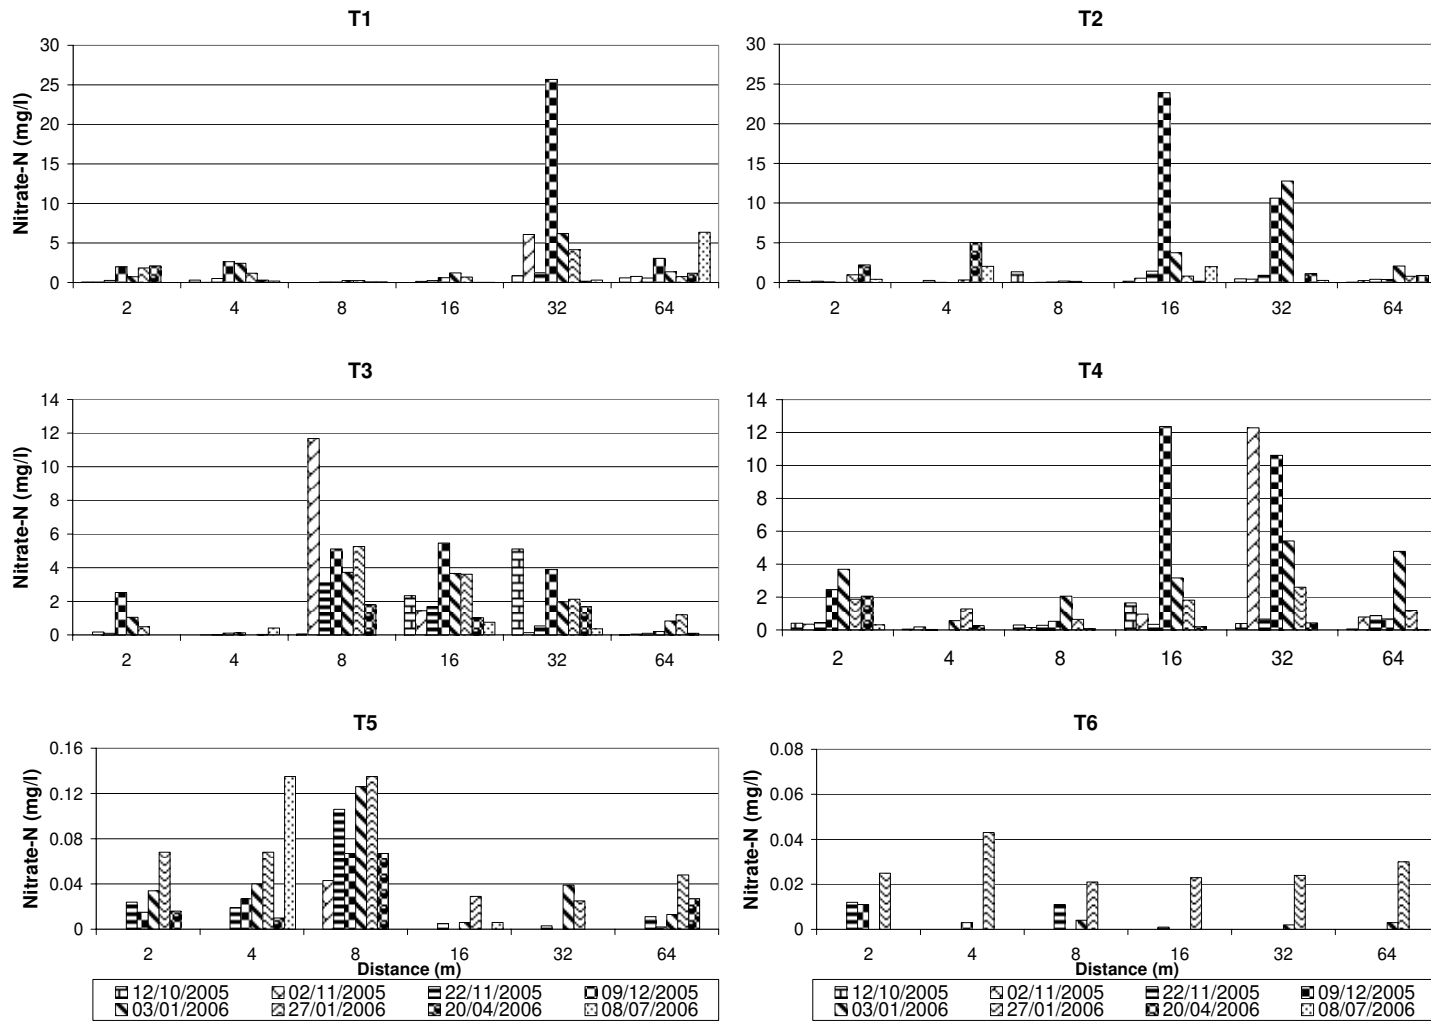 T1
30
25
20
15
10
5
0
Nitrate-N (mg/l)
2 4 8 16 32 64
T2
30
25
20
15
10
5
0
2 4 8 16 32 64
T3
14
12
10
8
6
4
2
0
Nitrate-N (mg/l)
2 4 8 16 32 64
T4
14
12
10
8
6
4
2
0
2 4 8 16 32 64
T5
0.16
0.12
0.08
0.04
0
Nitrate-N (mg/l)
2 4 8 16 32 64
Distance (m)
12/10/2005 02/11/2005 22/11/2005 09/12/2005
03/01/2006 27/01/2006 20/04/2006 08/07/2006
T6
0.08
0.06
0.04
0.02
0
Nitrate-N (mg/l)
2 4 8 16 32 64
Distance (m)
12/10/2005 02/11/2005 22/11/2005 09/12/2005
03/01/2006 27/01/2006 20/04/2006 08/07/2006